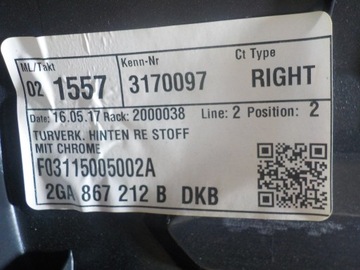 ML/Takt Kenn-Nr Ct Type
02 1557 3170097 RIGHT
Date: 16.05.17 Rack: 2000038 Line: 2 Position: 2
TURVERK. HINTEN RE STOFF
MIT CHROME
F03115005002A
2GA 867 212 B DKB